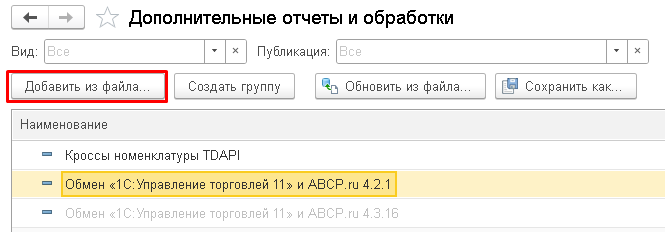 Дополнительные отчеты и обработки
Вид: Все Публикация: Все
Добавить из файла... Создать группу Обновить из файла... Сохранить как...
Наименование
Кроссы номенклатуры TDAPI
Обмен «1С:Управление торговлей 11» и ABCP.ru 4.2.1
Обмен «1С:Управление торговлей 11» и ABCP.ru 4.3.16